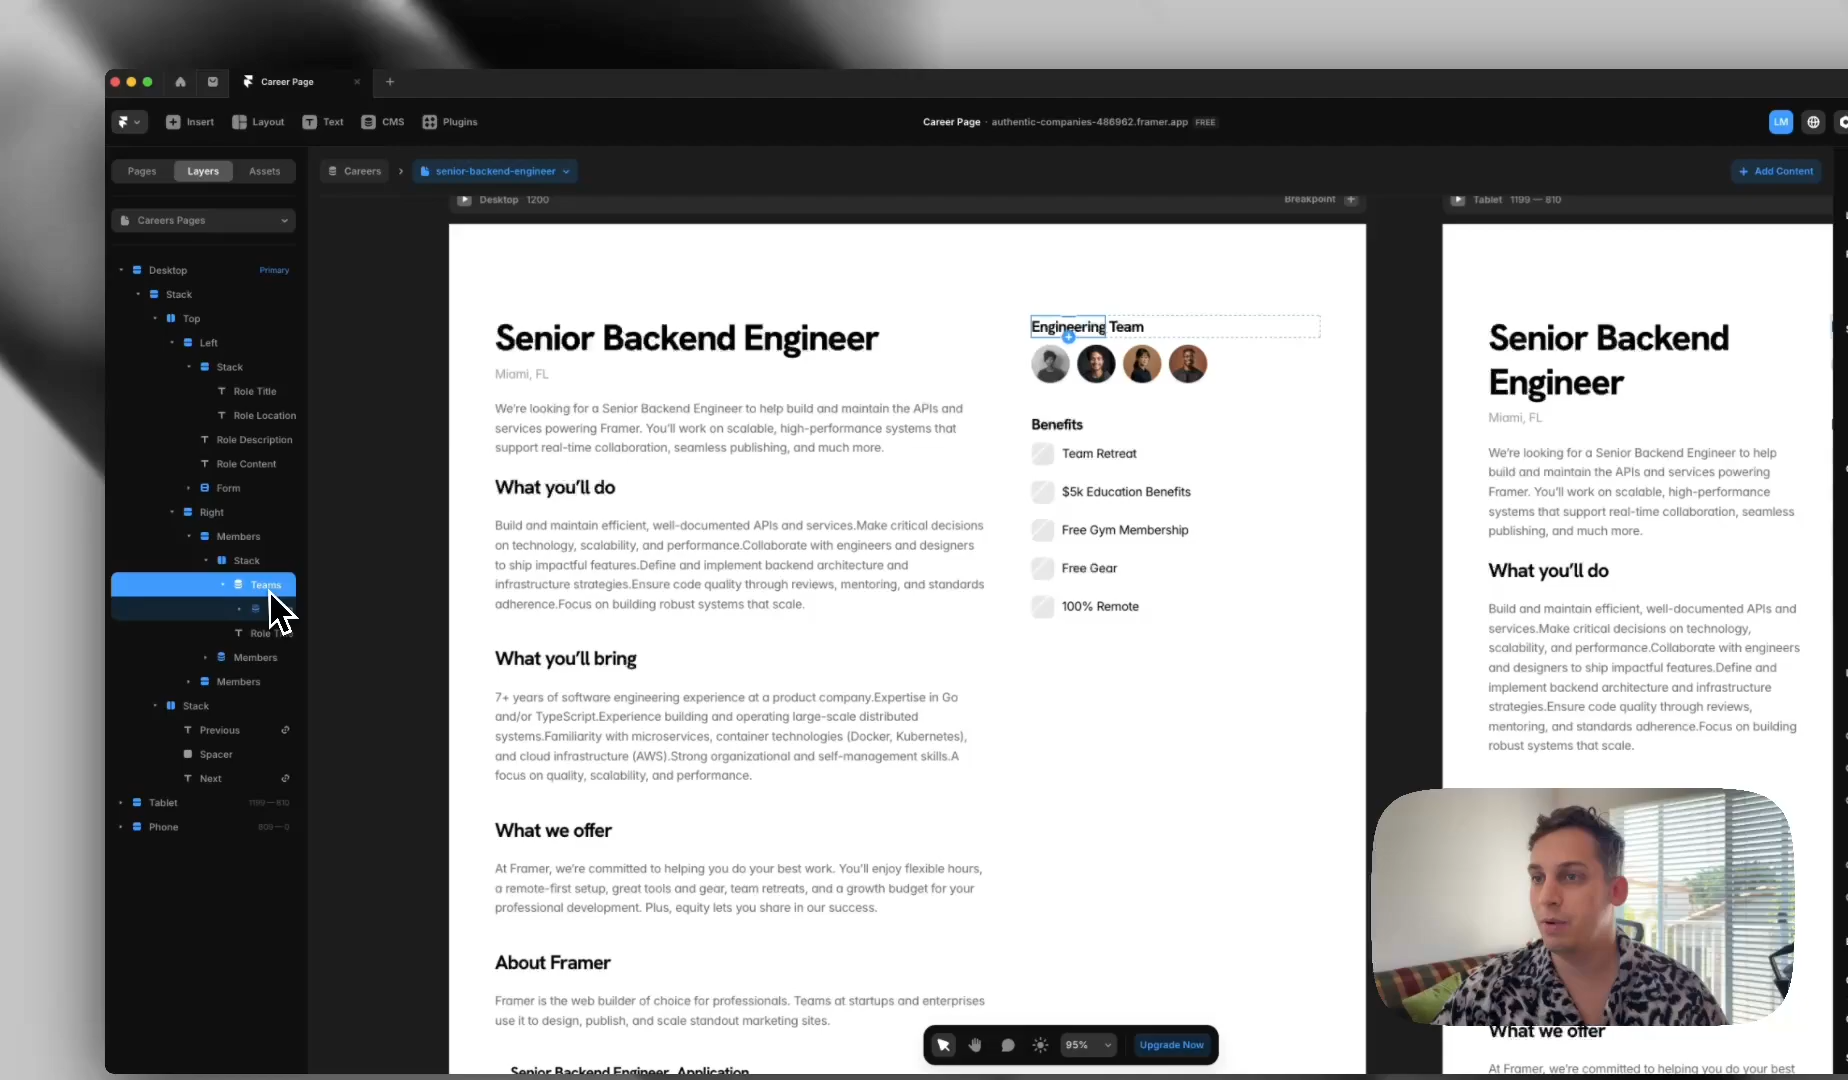 Career Page
Insert
Layout
Text
CMS
Plugins
Career Page · authentic-companies-486962.framer.app FREE
LM
Pages
Layers
Assets
Careers
senior-backend-engineer
Add Content
Careers Pages
Desktop 1200
Breakpoint
Tablet 1199 — 810
Desktop Primary
Stack
Top
Left
Stack
Role Title
Role Location
Role Description
Role Content
Form
Right
Members
Stack
Teams
Members
Members
Stack
Previous
Spacer
Next
Tablet 1199 — 810
Phone 809 — 0
Senior Backend Engineer
Miami, FL
We’re looking for a Senior Backend Engineer to help build and maintain the APIs and
services powering Framer. You’ll work on scalable, high-performance systems that
support real-time collaboration, seamless publishing, and much more.
What you’ll do
Build and maintain efficient, well-documented APIs and services.Make critical decisions
on technology, scalability, and performance.Collaborate with engineers and designers
to ship impactful features.Define and implement backend architecture and
infrastructure strategies.Ensure code quality through reviews, mentoring, and standards
adherence.Focus on building robust systems that scale.
What you’ll bring
7+ years of software engineering experience at a product company.Expertise in Go
and/or TypeScript.Experience building and operating large-scale distributed
systems.Familiarity with microservices, container technologies (Docker, Kubernetes),
and cloud infrastructure (AWS).Strong organizational and self-management skills.A
focus on quality, scalability, and performance.
What we offer
At Framer, we’re committed to helping you do your best work. You’ll enjoy flexible hours,
a remote-first setup, great tools and gear, team retreats, and a growth budget for your
professional development. Plus, equity lets you share in our success.
About Framer
Framer is the web builder of choice for professionals. Teams at startups and enterprises
use it to design, publish, and scale standout marketing sites.
Senior Backend Engineer Application
Engineering Team
Benefits
Team Retreat
$5k Education Benefits
Free Gym Membership
Free Gear
100% Remote
Senior Backend
Engineer
Miami, FL
We’re looking for a Senior Backend Engineer to help
build and maintain the APIs and services powering
Framer. You’ll work on scalable, high-performance
systems that support real-time collaboration, seamless
publishing, and much more.
What you’ll do
Build and maintain efficient, well-documented APIs and
services.Make critical decisions on technology,
scalability, and performance.Collaborate with engineers
and designers to ship impactful features.Define and
implement backend architecture and infrastructure
strategies.Ensure code quality through reviews,
mentoring, and standards adherence.Focus on building
robust systems that scale.
What we offer
At Framer, we’re committed to helping you do your best
95%
Upgrade Now